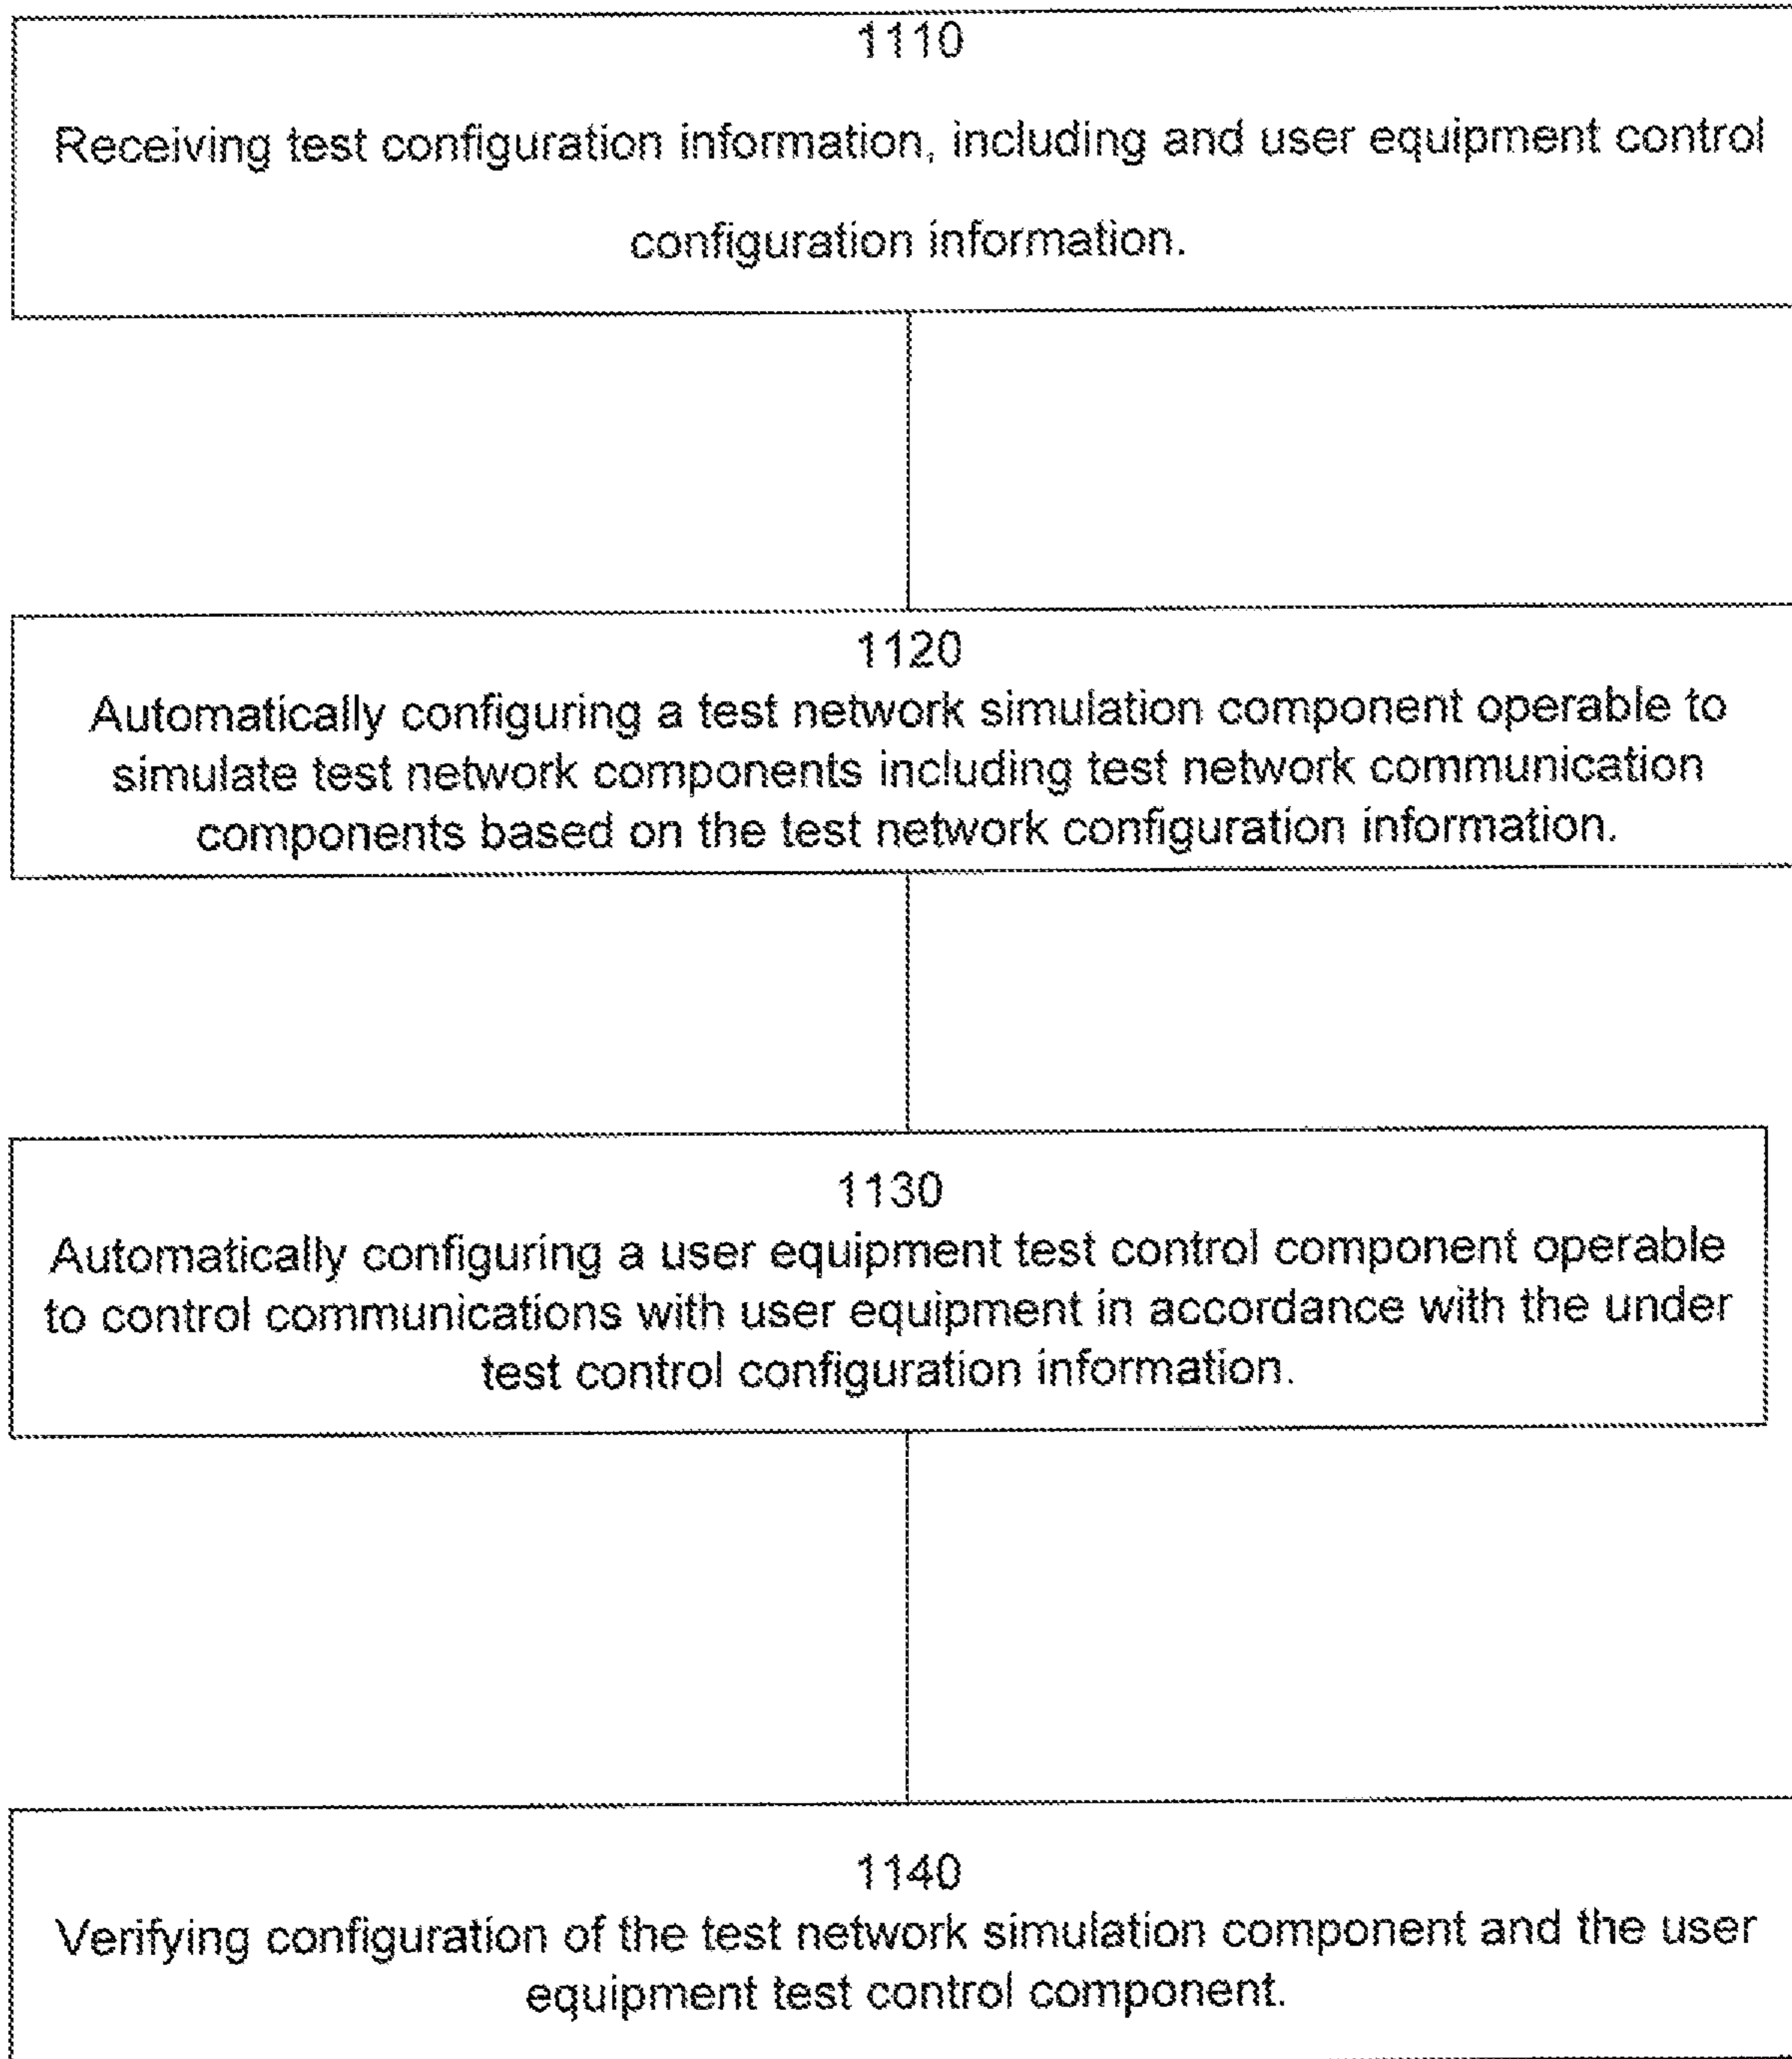 1110
Receiving test configuration information, including and user equipment control
configuration information.
1120
Automatically configuring a test network simulation component operable to
simulate test network components including test network communication
components based on the test network configuration information.
1130
Automatically configuring a user equipment test control component operable
to control communications with user equipment in accordance with the under
test control configuration information.
1140
Verifying configuration of the test network simulation component and the user
equipment test control component.